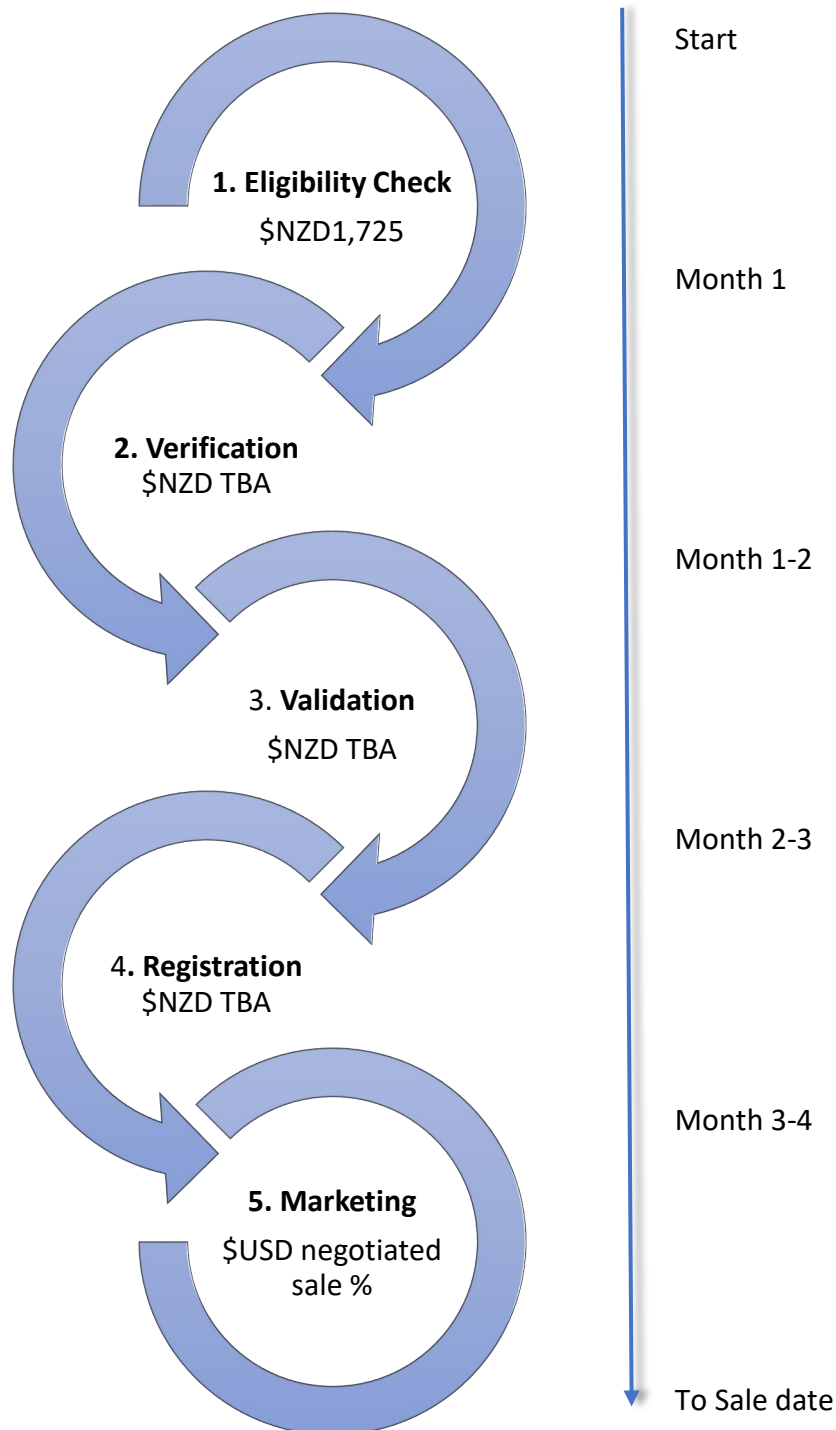 Start
1. Eligibility Check
$NZD1,725
Month 1
2. Verification
$NZD TBA
Month 1-2
3. Validation
$NZD TBA
Month 2-3
4. Registration
$NZD TBA
Month 3-4
5. Marketing
$USD negotiated
sale %
To Sale date